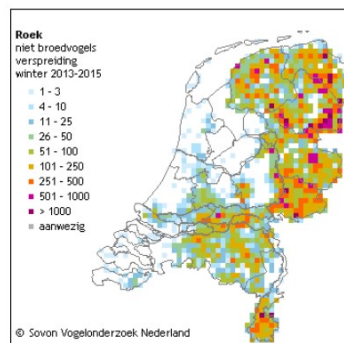 Roek
niet broedvogels
verspreiding
winter 2013-2015
1 - 3
4 - 10
11 - 25
26 - 50
51 - 100
101 - 250
251 - 500
501 - 1000
> 1000
aanwezig
© Sovon Vogelonderzoek Nederland